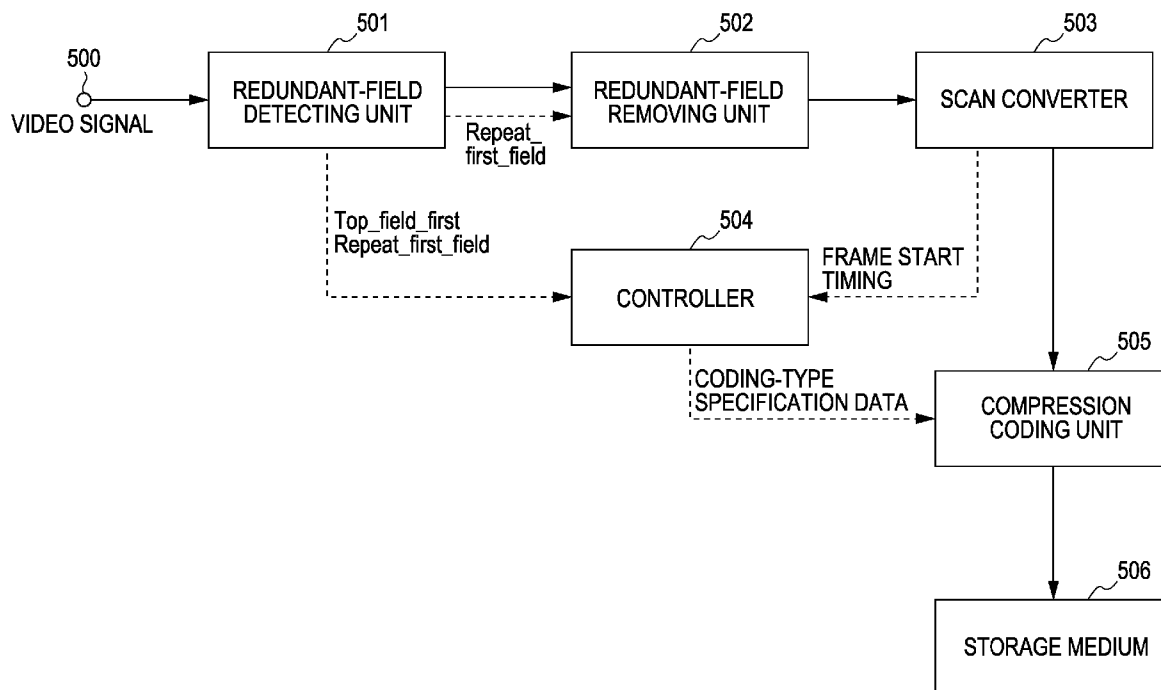 500
VIDEO SIGNAL
501
REDUNDANT-FIELD
DETECTING UNIT
Repeat_
first_field
502
REDUNDANT-FIELD
REMOVING UNIT
503
SCAN CONVERTER
Top_field_first
Repeat_first_field
504
CONTROLLER
FRAME START
TIMING
CODING-TYPE
SPECIFICATION DATA
505
COMPRESSION
CODING UNIT
506
STORAGE MEDIUM